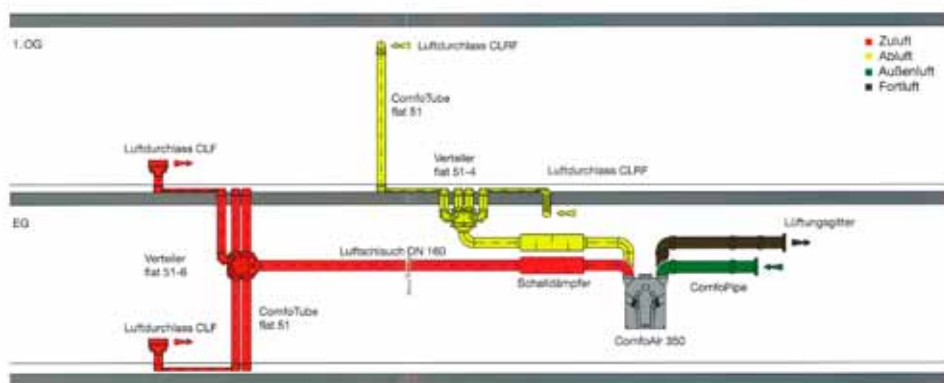 1.OG
Luftdurchlass CLRF
Zuluft
Abluft
Außenluft
Fortluft
ComfoTube
flat 51
Luftdurchlass CLF
Verteiler
flat 51-4
Luftdurchlass CLRF
EG
Lüftungsgitter
Luftschlauch DN 160
Verteiler
flat 51-8
Schalldämpfer
ComfoPipe
ComfoTube
flat 51
Luftdurchlass CLF
ComfoAir 350